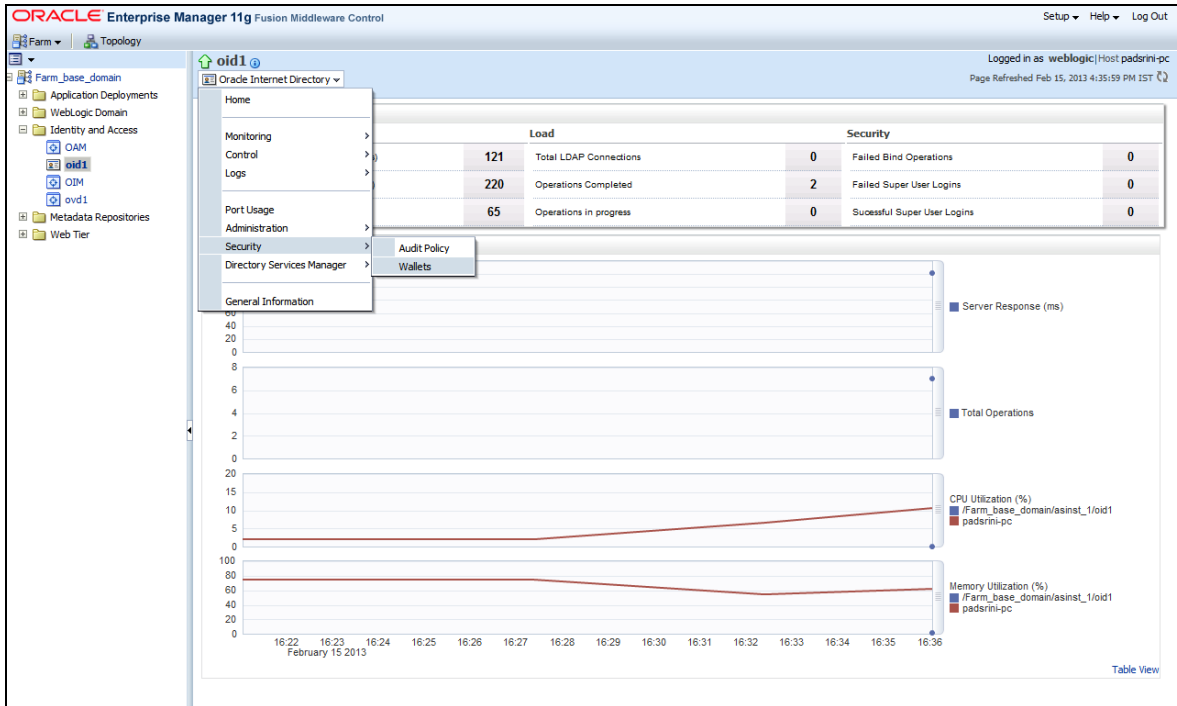 ORACLE Enterprise Manager 11g Fusion Middleware Control
Setup Help Log Out
Farm Topology
Farm_base_domain
Application Deployments
WebLogic Domain
Identity and Access
OAM
oid1
OIM
ovd1
Metadata Repositories
Web Tier
oid1
Logged in as weblogic|Host padsrini-pc
Oracle Internet Directory
Page Refreshed Feb 15, 2013 4:35:59 PM IST
Home
Monitoring
Control
Logs
Port Usage
Administration
Security
Directory Services Manager
General Information
Audit Policy
Wallets
121
220
65
Load
Total LDAP Connections 0
Operations Completed 2
Operations in progress 0
Security
Failed Bind Operations 0
Failed Super User Logins 0
Sucessful Super User Logins 0
60
40
20
0
Server Response (ms)
8
6
4
2
0
Total Operations
20
15
10
5
0
CPU Utilization (%)
/Farm_base_domain/asinst_1/oid1
padsrini-pc
100
80
60
40
20
0
Memory Utilization (%)
/Farm_base_domain/asinst_1/oid1
padsrini-pc
16:22 16:23 16:24 16:25 16:26 16:27 16:28 16:29 16:30 16:31 16:32 16:33 16:34 16:35 16:36
February 15 2013
Table View